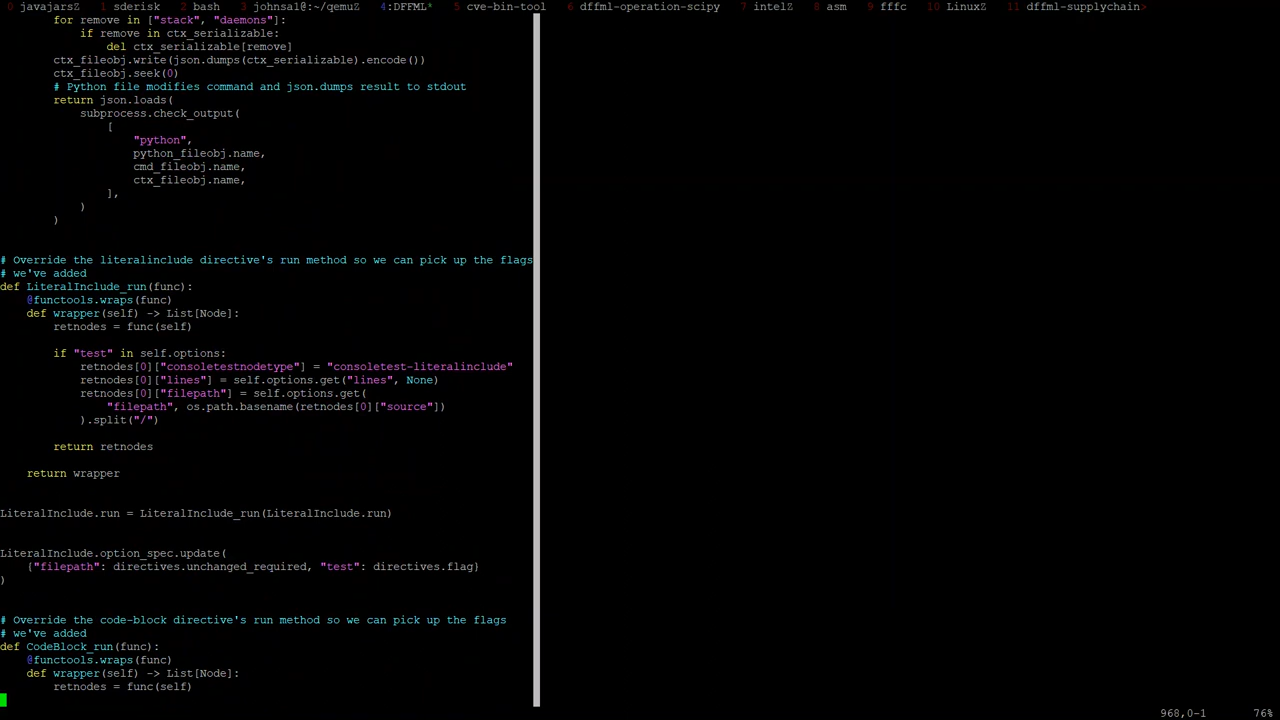 0 javajarsZ 1 sderisk 2 bash 3 johnsa1@:~/qemuZ 4:DFFML* 5 cve-bin-tool 6 dffml-operation-scipy 7 intelZ 8 asm 9 fffc 10 LinuxZ 11 dffml-supplychain>
for remove in ["stack", "daemons"]:
if remove in ctx_serializable:
del ctx_serializable[remove]
ctx_fileobj.write(json.dumps(ctx_serializable).encode())
ctx_fileobj.seek(0)
# Python file modifies command and json.dumps result to stdout
return json.loads(
subprocess.check_output(
[
"python",
python_fileobj.name,
cmd_fileobj.name,
ctx_fileobj.name,
],
)
)
# Override the literalinclude directive's run method so we can pick up the flags
# we've added
def LiteralInclude_run(func):
@functools.wraps(func)
def wrapper(self) -> List[Node]:
retnodes = func(self)
if "test" in self.options:
retnodes[0]["consoletestnodetype"] = "consoletest-literalinclude"
retnodes[0]["lines"] = self.options.get("lines", None)
retnodes[0]["filepath"] = self.options.get(
"filepath", os.path.basename(retnodes[0]["source"])
).split("/")
return retnodes
return wrapper
LiteralInclude.run = LiteralInclude_run(LiteralInclude.run)
LiteralInclude.option_spec.update(
{"filepath": directives.unchanged_required, "test": directives.flag}
)
# Override the code-block directive's run method so we can pick up the flags
# we've added
def CodeBlock_run(func):
@functools.wraps(func)
def wrapper(self) -> List[Node]:
retnodes = func(self)
968,0-1 76%